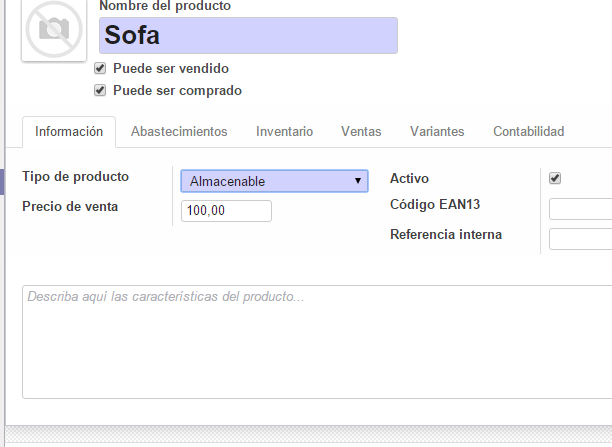 Nombre del producto
Sofa
Puede ser vendido
Puede ser comprado
Información Abastecimientos Inventario Ventas Variantes Contabilidad
Tipo de producto Almacenable Activo
Precio de venta 100,00 Código EAN13
Referencia interna
Describa aquí las características del producto...